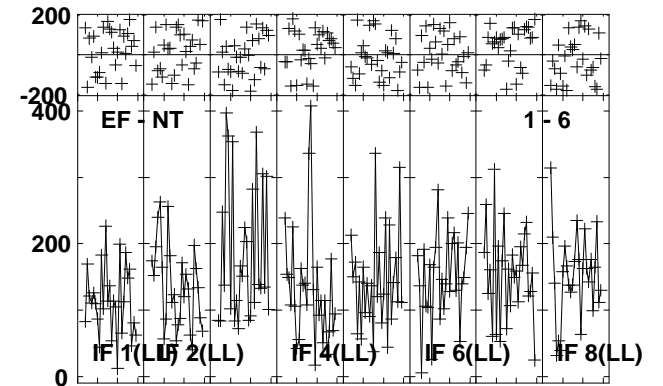 200
-200
400
EF - NT 1 - 6
200
IF 1(LL) IF 2(LL) IF 4(LL) IF 6(LL) IF 8(LL)
0